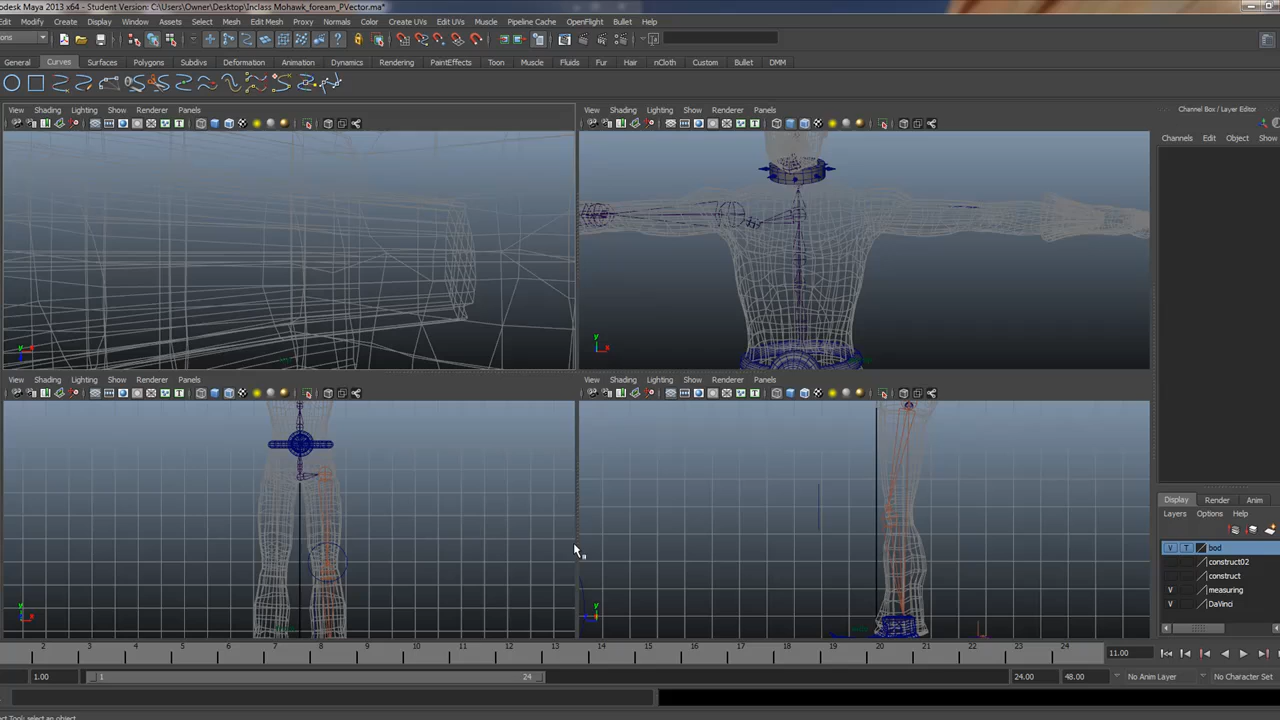 odesk Maya 2013 x64 - Student Version: C:\Users\Owner\Desktop\Inclass Mohawk_foream_PVector.ma*
Edit Modify Create Display Window Assets Select Mesh Edit Mesh Proxy Normals Color Create UVs Edit UVs Muscle Pipeline Cache OpenFlight Bullet Help
ons
General Curves Surfaces Polygons Subdivs Deformation Animation Dynamics Rendering PaintEffects Toon Muscle Fluids Fur Hair nCloth Custom Bullet DMM
View Shading Lighting Show Renderer Panels
View Shading Lighting Show Renderer Panels
Channel Box / Layer Editor
Channels Edit Object Show
y
x
y
x
View Shading Lighting Show Renderer Panels
View Shading Lighting Show Renderer Panels
y
x
y
Display Render Anim
Layers Options Help
V T bod
construct02
construct
V measuring
V DaVinci
2 3 4 5 6 7 8 9 10 11 12 13 14 15 16 17 18 19 20 21 22 23 24
11.00
1.00 1 24 24.00 48.00 No Anim Layer No Character Set
ect Tool: select an object